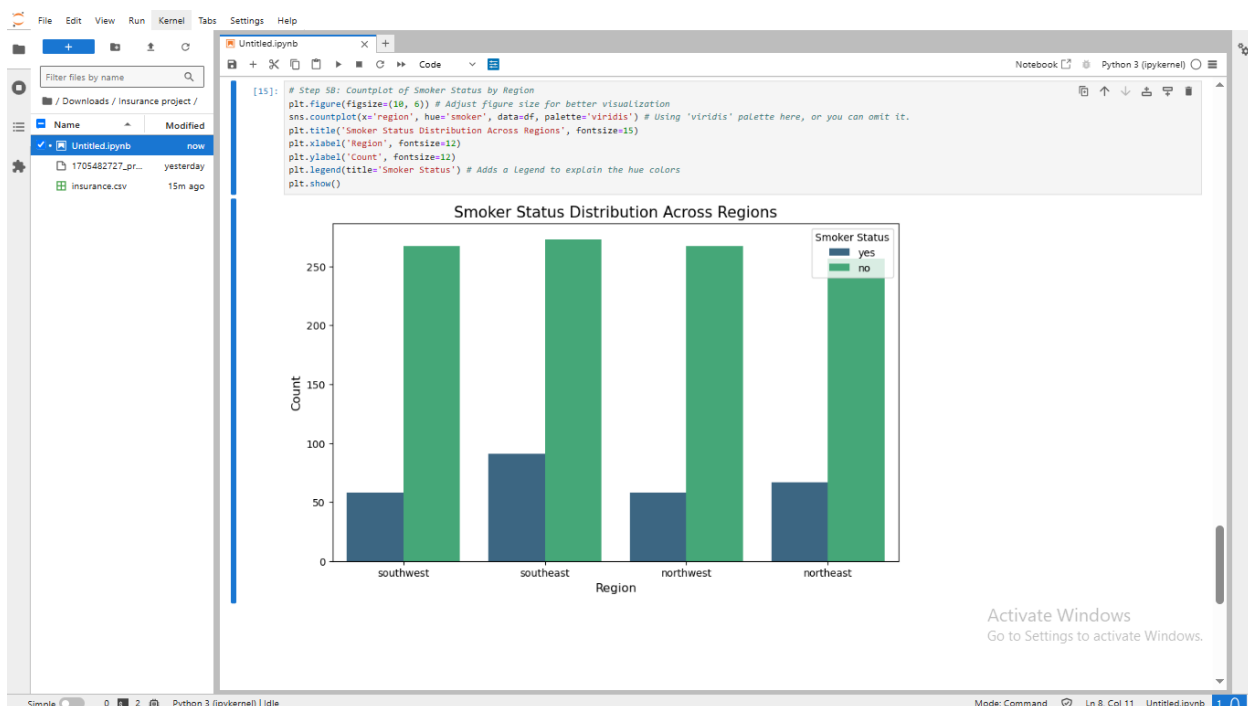 File Edit View Run Kernel Tabs Settings Help
Untitled.ipynb
Filter files by name
/ Downloads / Insurance project /
Name Modified
Untitled.ipynb now
1705482727_pr... yesterday
insurance.csv 15m ago
Code
Notebook Python 3 (ipykernel)
[15]: # Step 5B: Countplot of Smoker Status by Region
plt.figure(figsize=(10, 6)) # Adjust figure size for better visualization
sns.countplot(x='region', hue='smoker', data=df, palette='viridis') # Using 'viridis' palette here, or you can omit it.
plt.title('Smoker Status Distribution Across Regions', fontsize=15)
plt.xlabel('Region', fontsize=12)
plt.ylabel('Count', fontsize=12)
plt.legend(title='Smoker Status') # Adds a legend to explain the hue colors
plt.show()
Smoker Status Distribution Across Regions
Smoker Status
yes
no
250
200
150
100
50
0
Count
southwest southeast northwest northeast
Region
Activate Windows
Go to Settings to activate Windows.
Simple 0 2 Python 3 (ipykernel) | Idle
Mode: Command Ln 8, Col 11 Untitled.ipynb 1